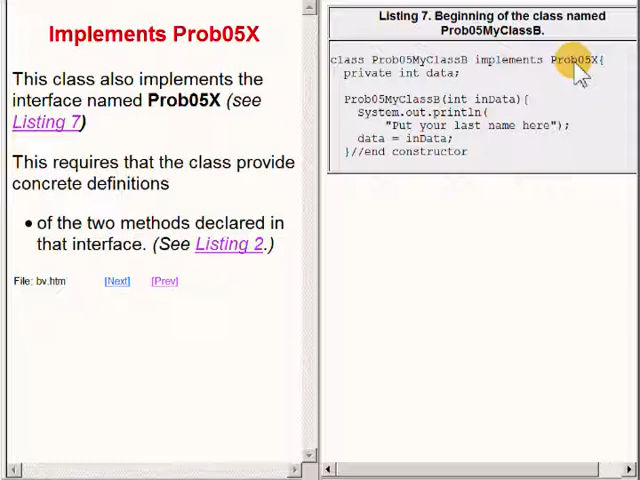 Implements Prob05X
This class also implements the
interface named Prob05X (see
Listing 7)
This requires that the class provide
concrete definitions
• of the two methods declared in
that interface. (See Listing 2.)
File: bv.htm [Next] [Prev]
Listing 7. Beginning of the class named
Prob05MyClassB.
class Prob05MyClassB implements Prob05X{
private int data;
Prob05MyClassB(int inData){
System.out.println(
"Put your last name here");
data = inData;
}//end constructor